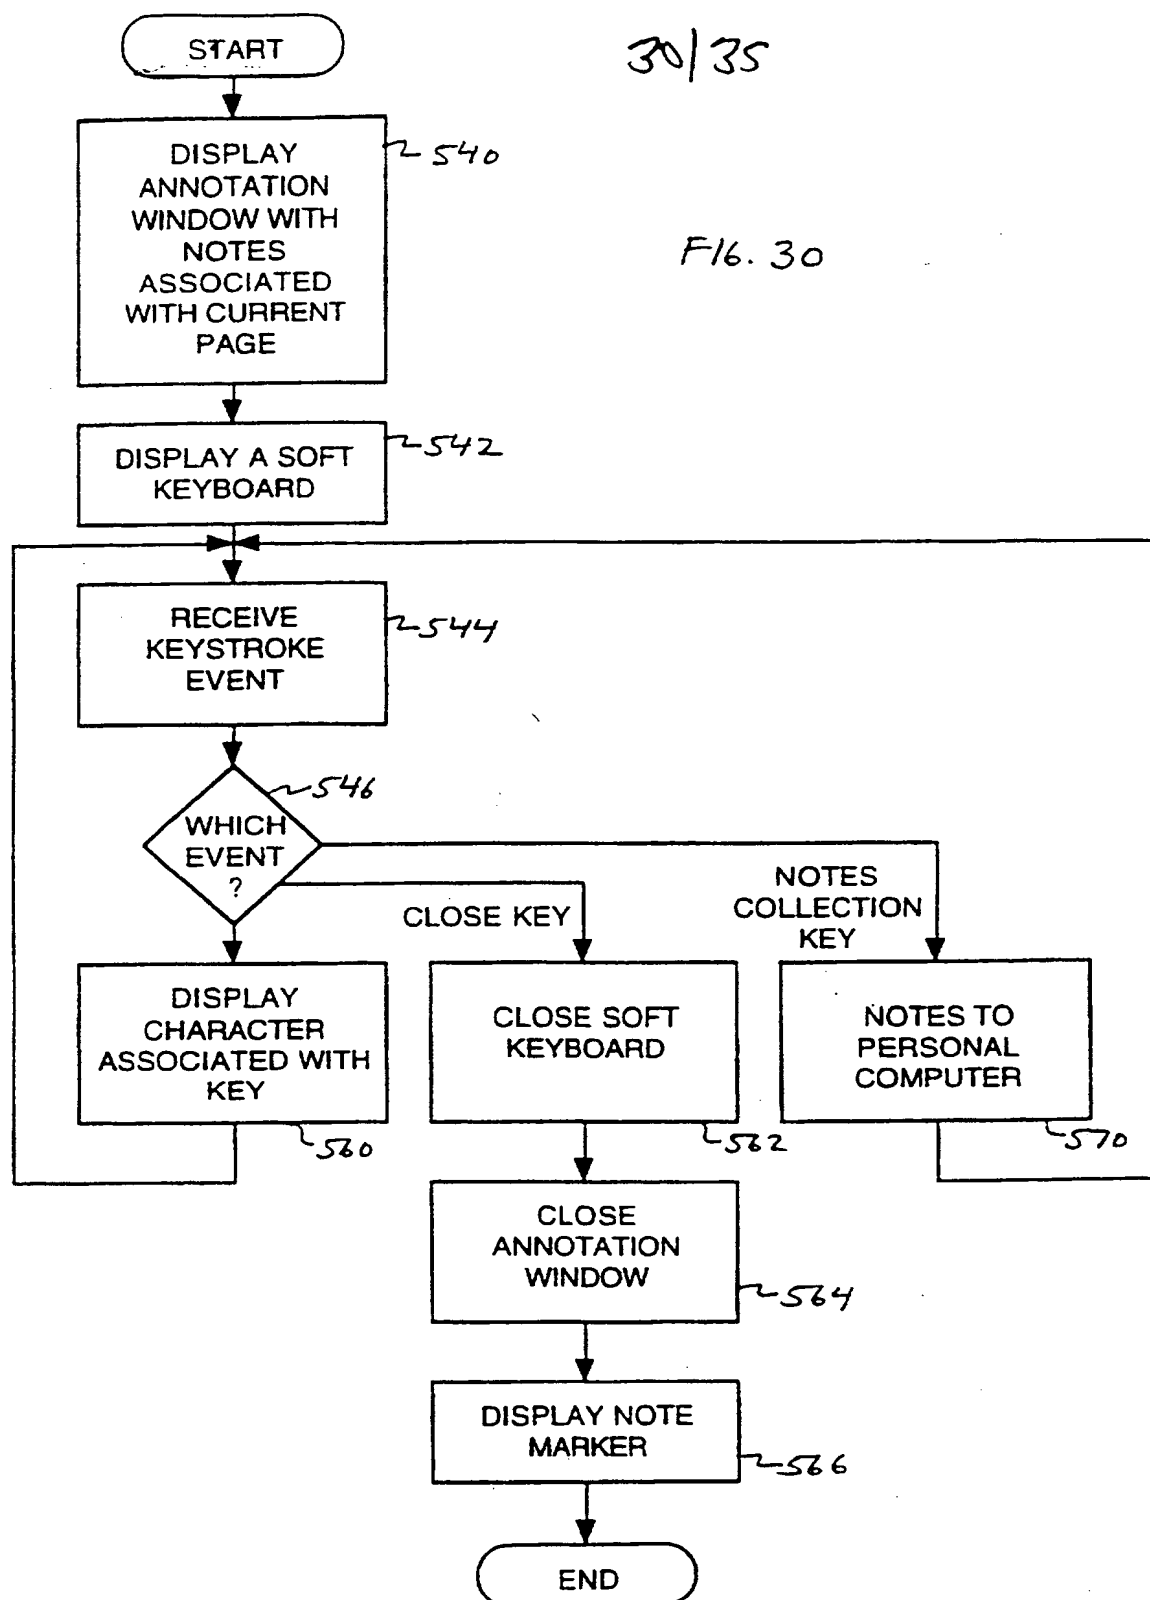 START
30/35
DISPLAY
ANNOTATION
WINDOW WITH
NOTES
ASSOCIATED
WITH CURRENT
PAGE
540
FIG. 30
DISPLAY A SOFT
KEYBOARD
542
RECEIVE
KEYSTROKE
EVENT
544
WHICH
EVENT
?
546
CLOSE KEY
NOTES
COLLECTION
KEY
DISPLAY
CHARACTER
ASSOCIATED WITH
KEY
560
CLOSE SOFT
KEYBOARD
562
NOTES TO
PERSONAL
COMPUTER
570
CLOSE
ANNOTATION
WINDOW
564
DISPLAY NOTE
MARKER
566
END